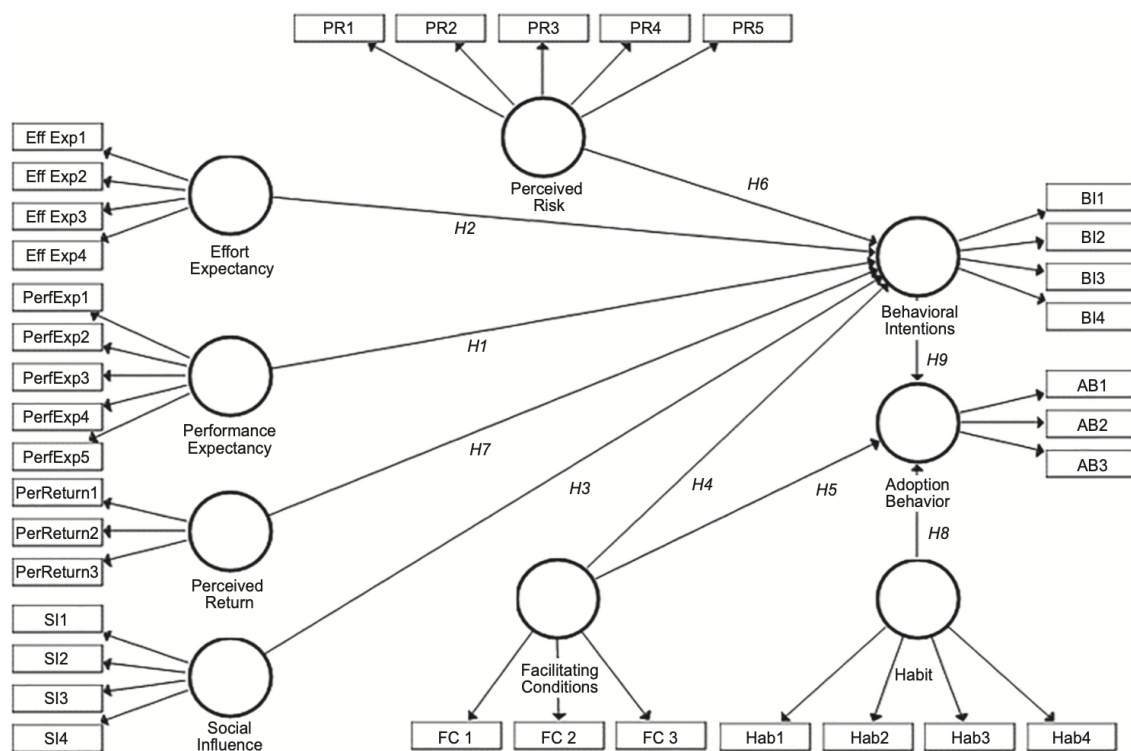 PR1
PR2
PR3
PR4
PR5
Perceived
Risk
Eff Exp1
Eff Exp2
Eff Exp3
Eff Exp4
Effort
Expectancy
PerfExp1
PerfExp2
PerfExp3
PerfExp4
PerfExp5
Performance
Expectancy
PerReturn1
PerReturn2
PerReturn3
Perceived
Return
SI1
SI2
SI3
SI4
Social
Influence
H6
H2
H1
H7
H3
H4
H5
H9
H8
Behavioral
Intentions
BI1
BI2
BI3
BI4
Adoption
Behavior
AB1
AB2
AB3
Facilitating
Conditions
FC 1
FC 2
FC 3
Habit
Hab1
Hab2
Hab3
Hab4